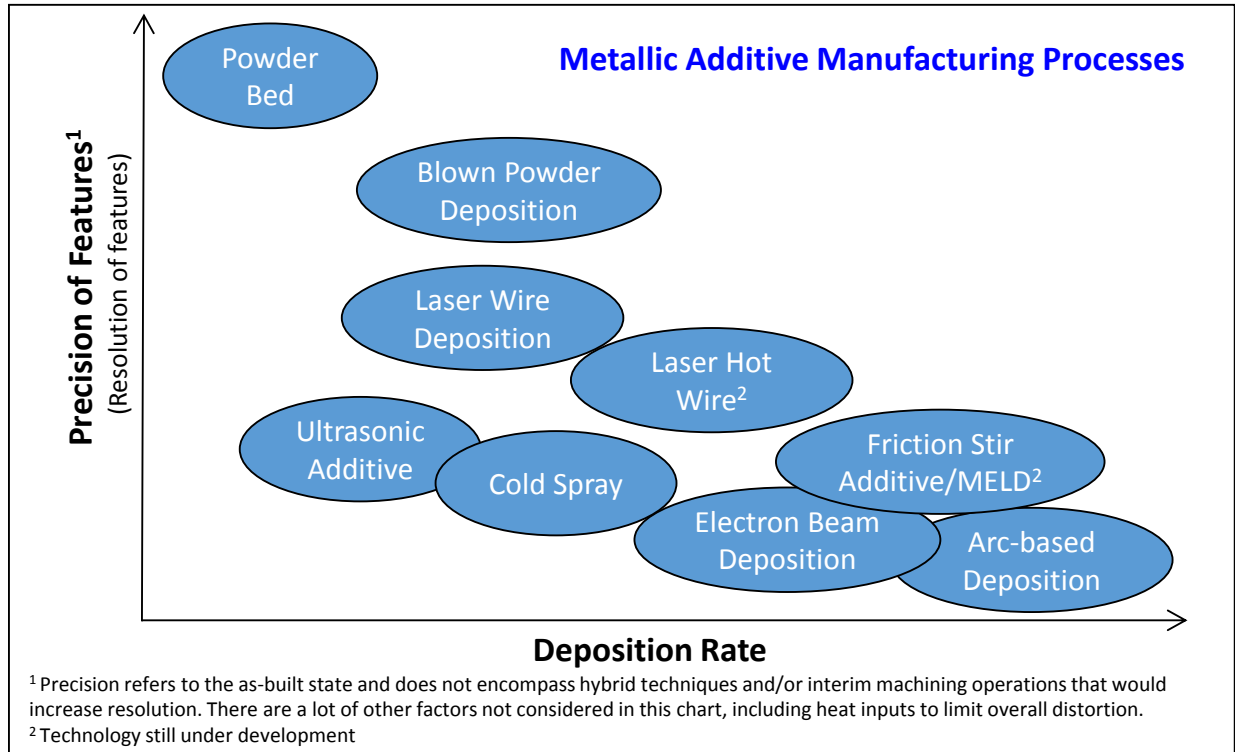 Metallic Additive Manufacturing Processes
Precision of Features¹
(Resolution of features)
Powder
Bed
Blown Powder
Deposition
Laser Wire
Deposition
Laser Hot
Wire²
Ultrasonic
Additive
Cold Spray
Friction Stir
Additive/MELD²
Electron Beam
Deposition
Arc-based
Deposition
Deposition Rate
¹ Precision refers to the as-built state and does not encompass hybrid techniques and/or interim machining operations that would
increase resolution. There are a lot of other factors not considered in this chart, including heat inputs to limit overall distortion.
² Technology still under development